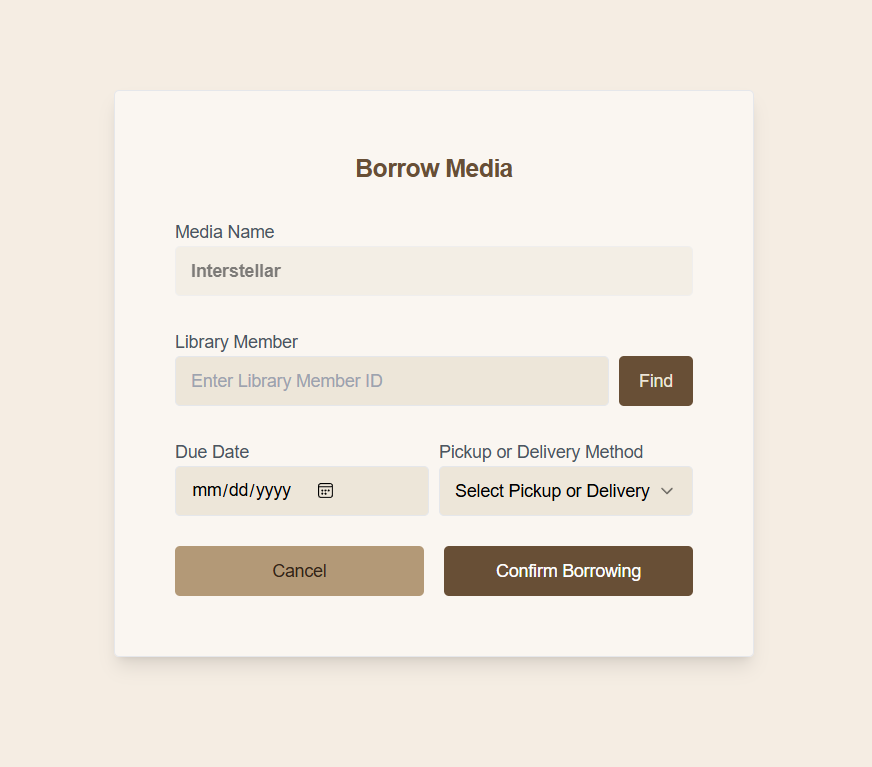 Borrow Media
Media Name
Interstellar
Library Member
Enter Library Member ID
Find
Due Date
Pickup or Delivery Method
mm/dd/yyyy
Select Pickup or Delivery
Cancel
Confirm Borrowing